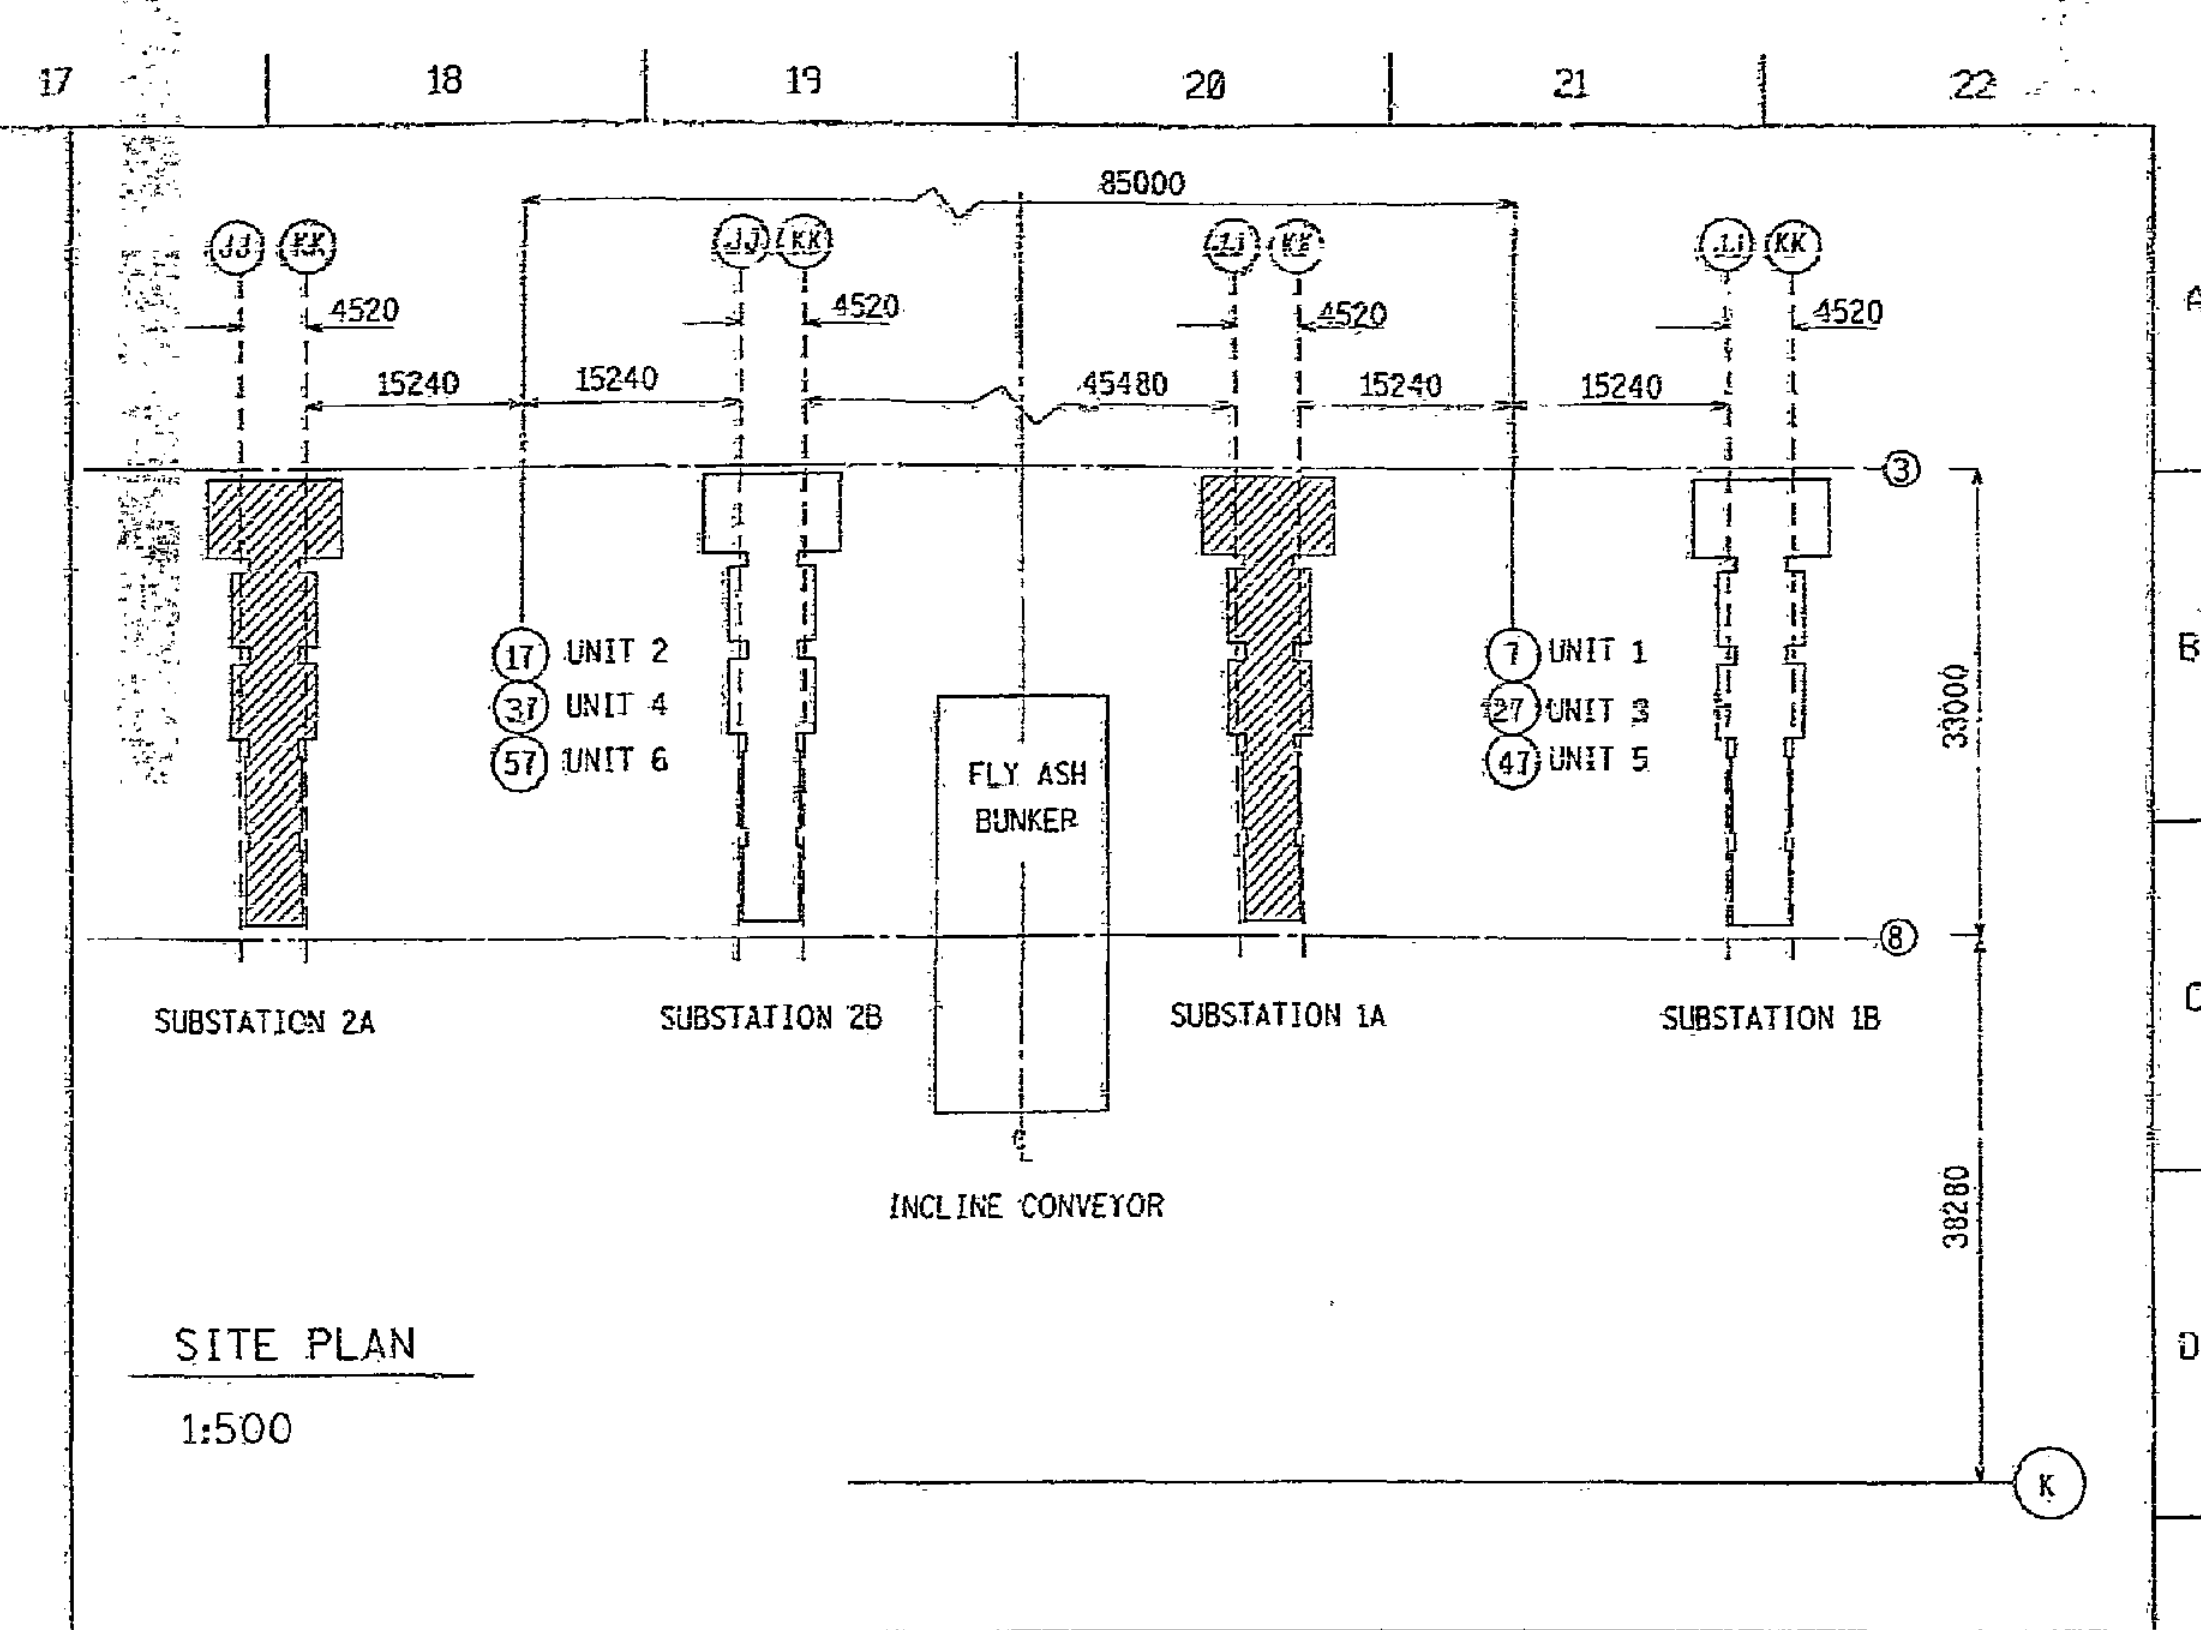 17 18 19 20 21 22
85000
JJ KK JJ KK JJ KK JJ KK
4520 4520 4520 4520
15240 15240 45480 15240 15240
3
A
17 UNIT 2
37 UNIT 4
57 UNIT 6
7 UNIT 1
27 UNIT 3
47 UNIT 5
B
33000
FLY ASH
BUNKER
8
C
SUBSTATION 2A SUBSTATION 2B SUBSTATION 1A SUBSTATION 1B
℄
INCLINE CONVEYOR
38280
SITE PLAN
1:500
D
K